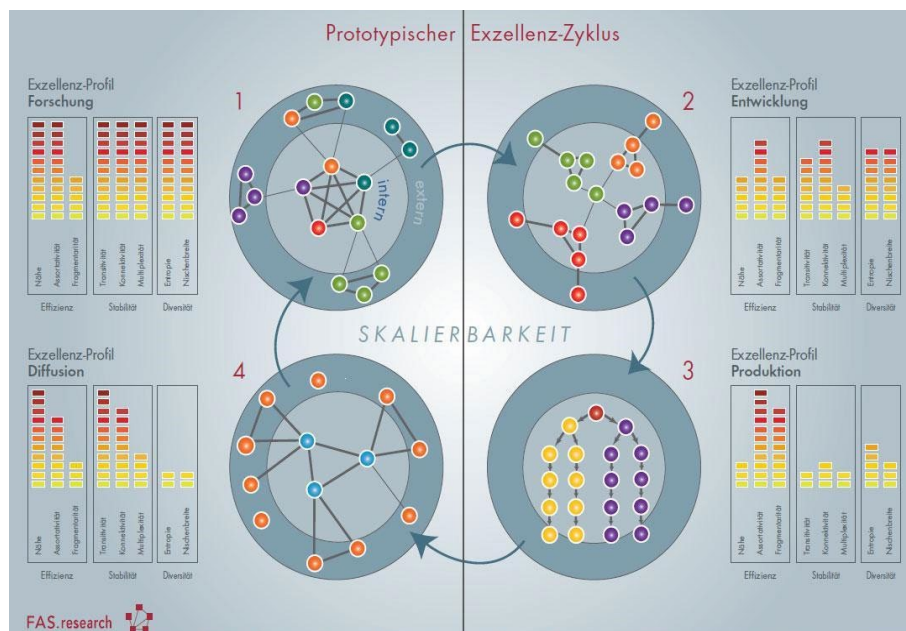 Prototypischer Exzellenz-Zyklus
Exzellenz-Profil
Forschung
Nähe
Assortativität
Fragmentarität
Transitivität
Konnektivität
Multiplexität
Entropie
Nischenbreite
Effizienz
Stabilität
Diversität
1
intern
extern
2
Exzellenz-Profil
Entwicklung
Nähe
Assortativität
Fragmentarität
Transitivität
Konnektivität
Multiplexität
Entropie
Nischenbreite
Effizienz
Stabilität
Diversität
SKALIERBARKEIT
Exzellenz-Profil
Diffusion
Nähe
Assortativität
Fragmentarität
Transitivität
Konnektivität
Multiplexität
Entropie
Nischenbreite
Effizienz
Stabilität
Diversität
4
3
Exzellenz-Profil
Produktion
Nähe
Assortativität
Fragmentarität
Transitivität
Konnektivität
Multiplexität
Entropie
Nischenbreite
Effizienz
Stabilität
Diversität
FAS.research